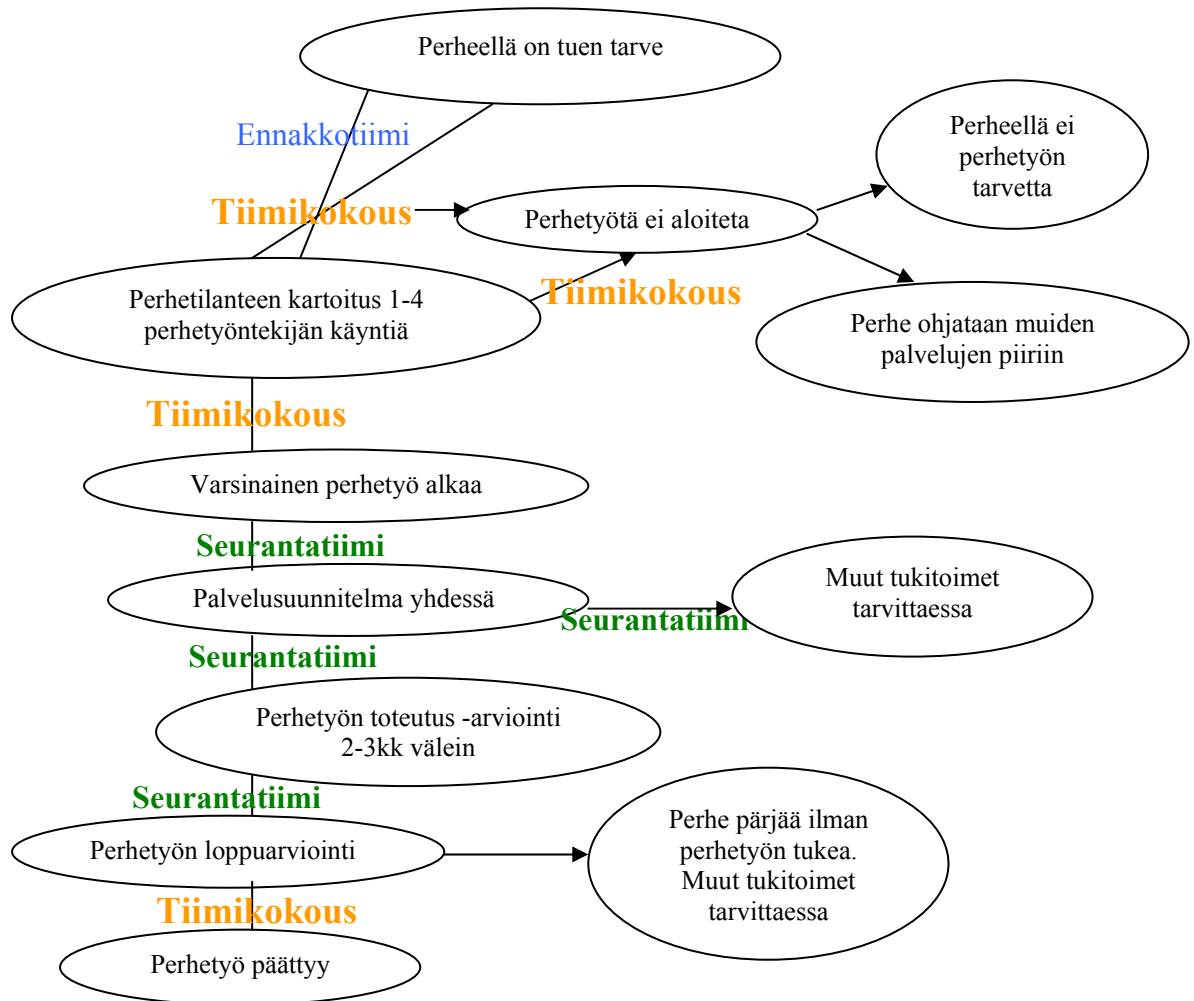 Perheellä on tuen tarve
Ennakkotiimi
Perheellä ei
perhetyön
tarvetta
Tiimikokous
Perhetyötä ei aloiteta
Tiimikokous
Perhetilanteen kartoitus 1-4
perhetyöntekijän käyntiä
Perhe ohjataan muiden
palvelujen piiriin
Tiimikokous
Varsinainen perhetyö alkaa
Seurantatiimi
Palvelusuunnitelma yhdessä
Seurantatiimi
Muut tukitoimet
tarvittaessa
Seurantatiimi
Perhetyön toteutus -arviointi
2-3kk välein
Seurantatiimi
Perhetyön loppuarviointi
Perhe pärjää ilman
perhetyön tukea.
Muut tukitoimet
tarvittaessa
Tiimikokous
Perhetyö päättyy